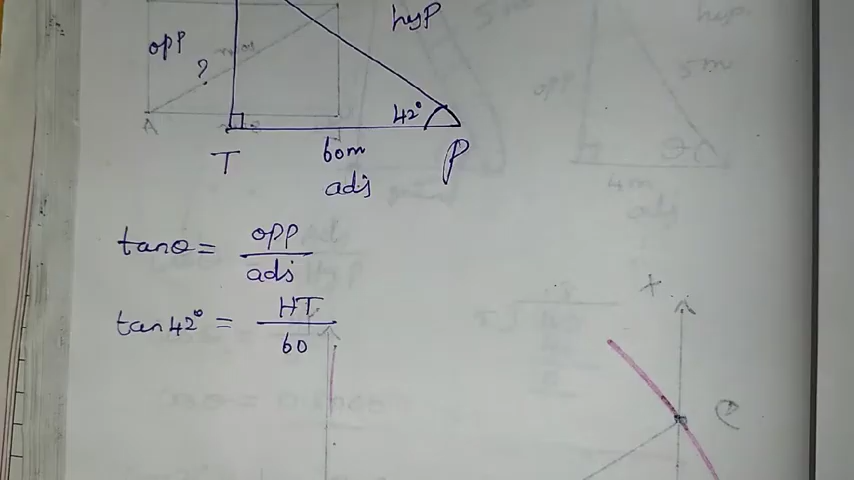 hyp
opp
?
42°
T
60m
P
adj
tanθ = opp
adj
tan42° = HT
60